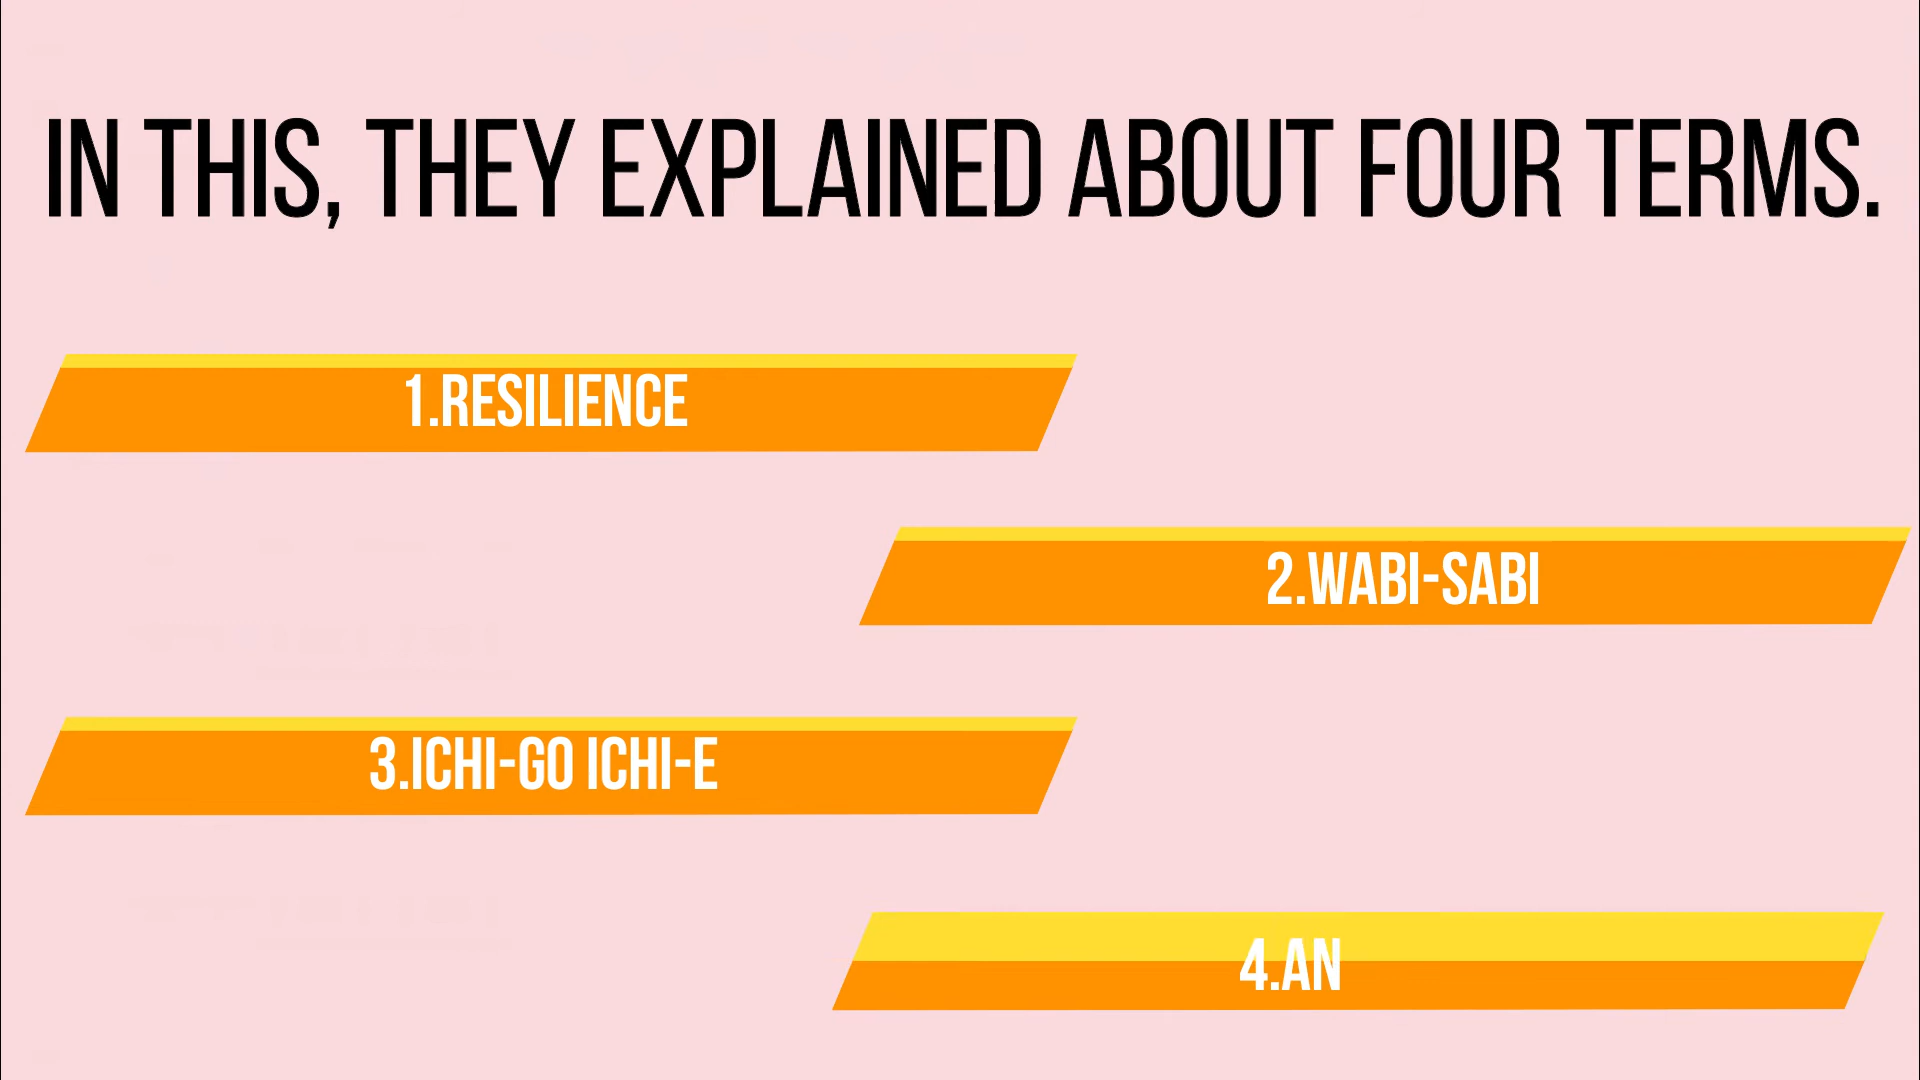 IN THIS, THEY EXPLAINED ABOUT FOUR TERMS.
1.RESILIENCE
2.WABI-SABI
3.ICHI-GO ICHI-E
4.AN